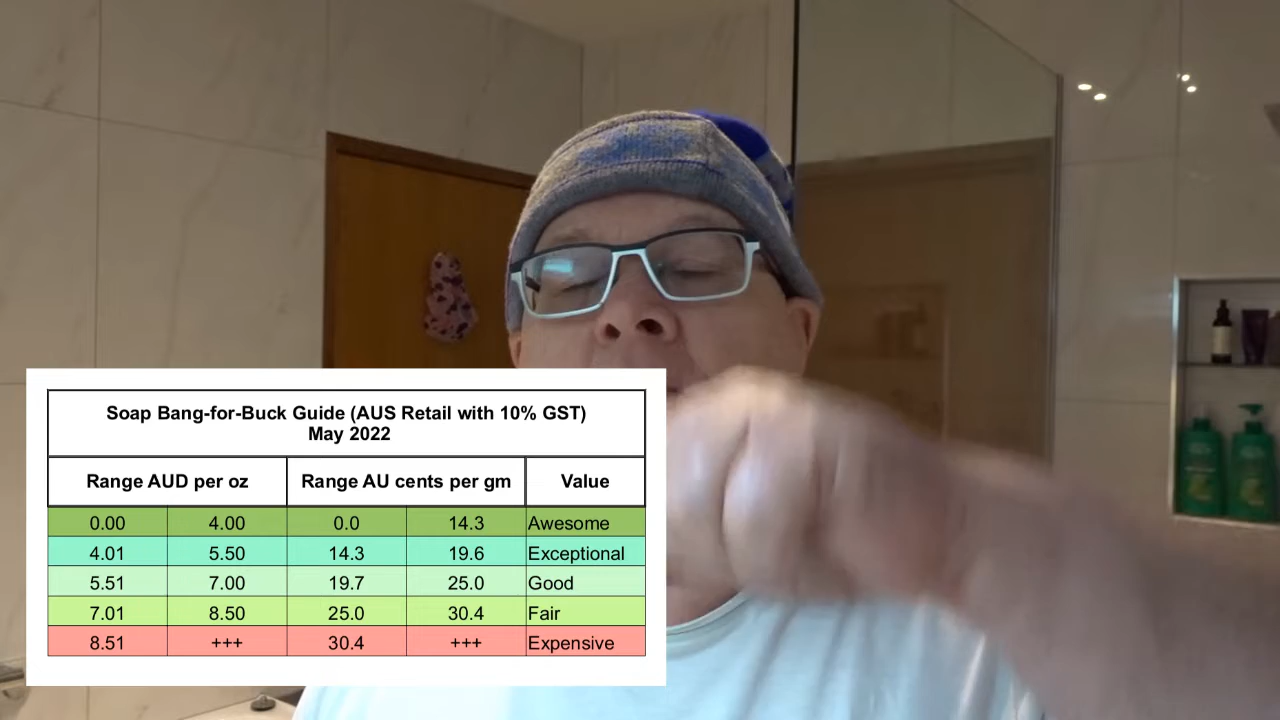 Soap Bang-for-Buck Guide (AUS Retail with 10% GST)
May 2022
Range AUD per oz Range AU cents per gm Value
0.00 4.00 0.0 14.3 Awesome
4.01 5.50 14.3 19.6 Exceptional
5.51 7.00 19.7 25.0 Good
7.01 8.50 25.0 30.4 Fair
8.51 +++ 30.4 +++ Expensive